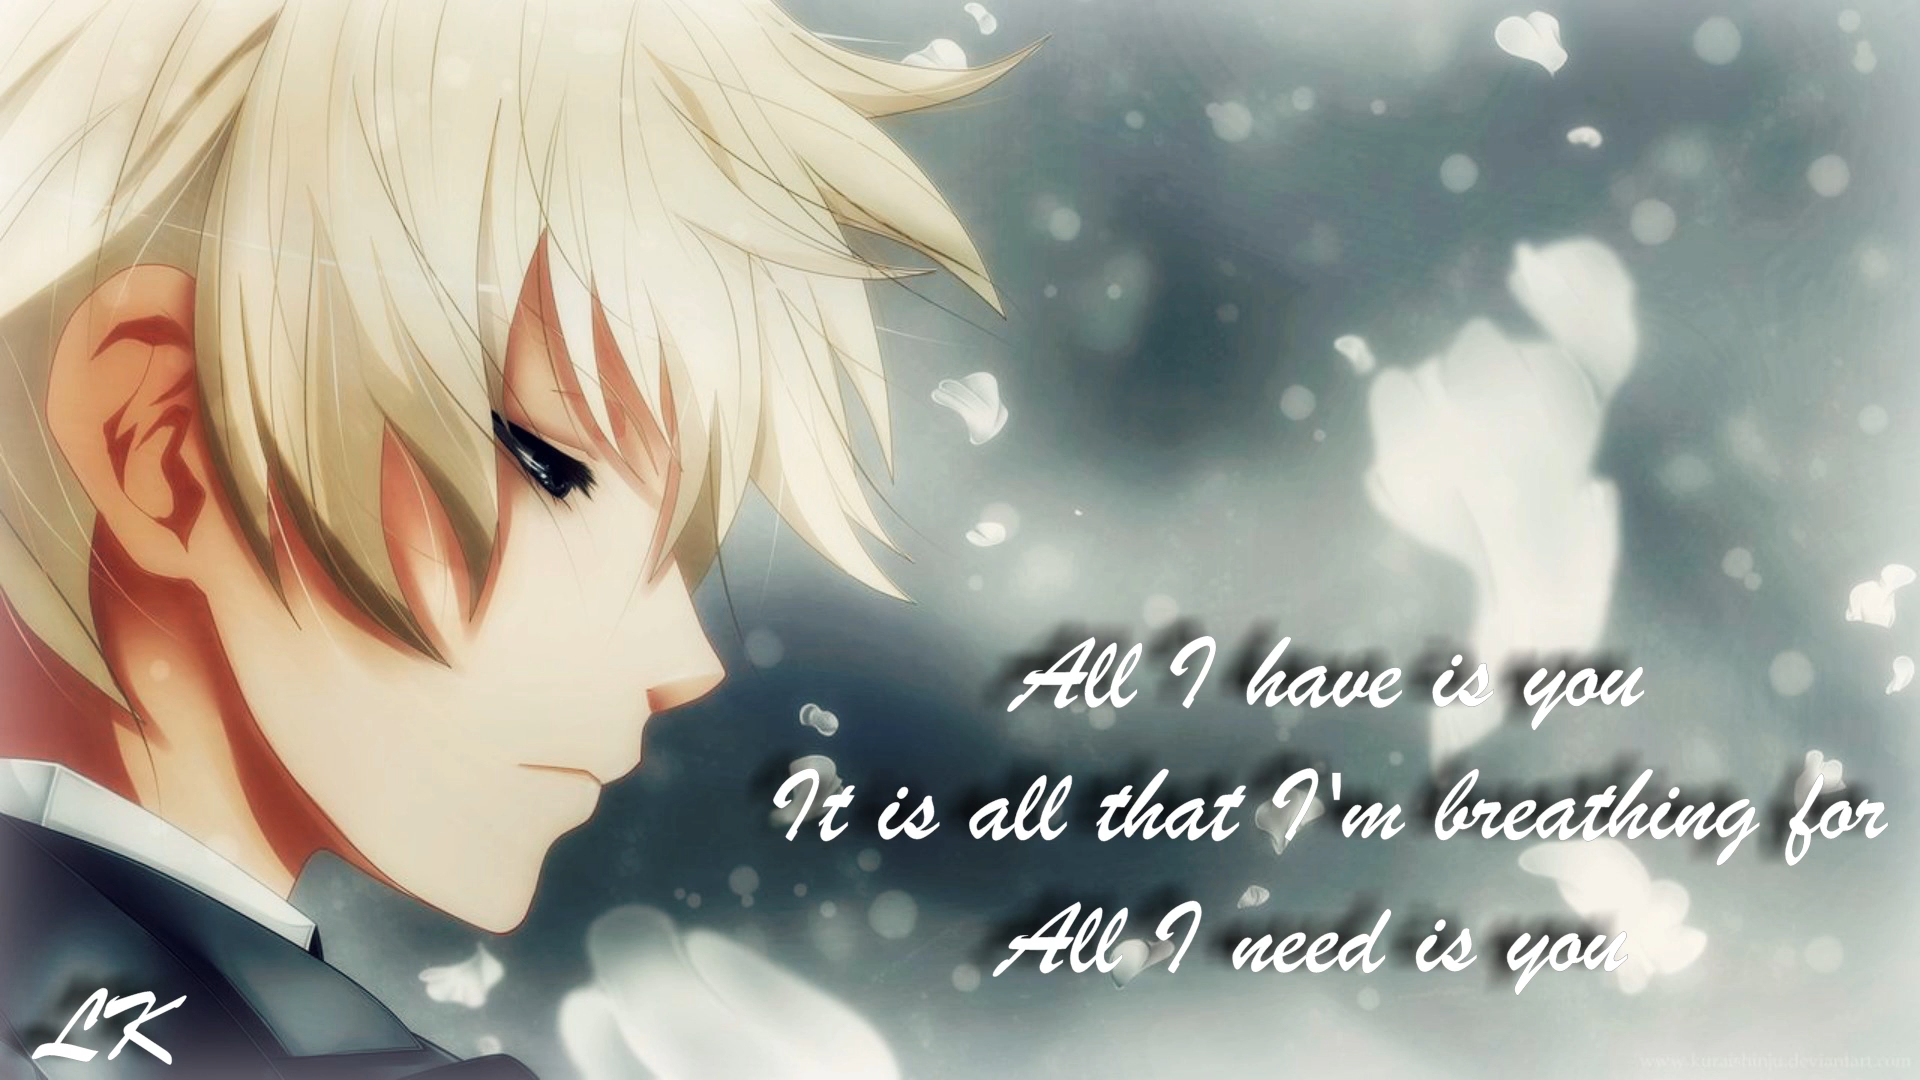 All I have is you
It is all that I'm breathing for
All I need is you
LK